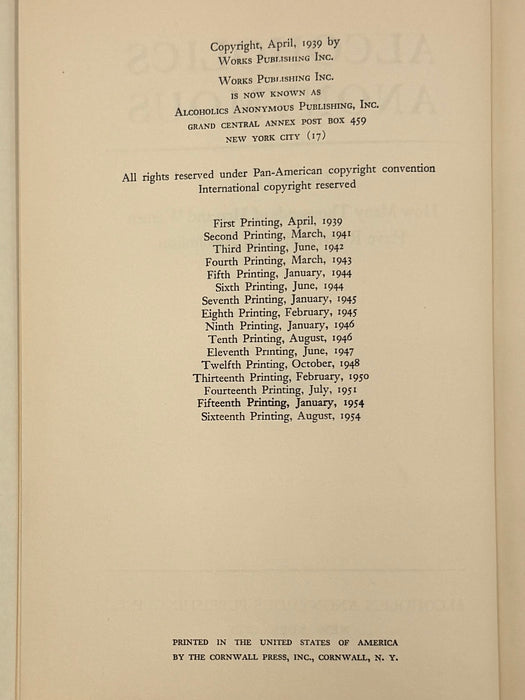 Copyright, April, 1939 by
Works Publishing Inc.
Works Publishing Inc.
is now known as
Alcoholics Anonymous Publishing, Inc.
grand central annex post box 459
new york city (17)
All rights reserved under Pan-American copyright convention
International copyright reserved
First Printing, April, 1939
Second Printing, March, 1941
Third Printing, June, 1942
Fourth Printing, March, 1943
Fifth Printing, January, 1944
Sixth Printing, June, 1944
Seventh Printing, January, 1945
Eighth Printing, February, 1945
Ninth Printing, January, 1946
Tenth Printing, August, 1946
Eleventh Printing, June, 1947
Twelfth Printing, October, 1948
Thirteenth Printing, February, 1950
Fourteenth Printing, July, 1951
Fifteenth Printing, January, 1954
Sixteenth Printing, August, 1954
PRINTED IN THE UNITED STATES OF AMERICA
BY THE CORNWALL PRESS, INC., CORNWALL, N. Y.